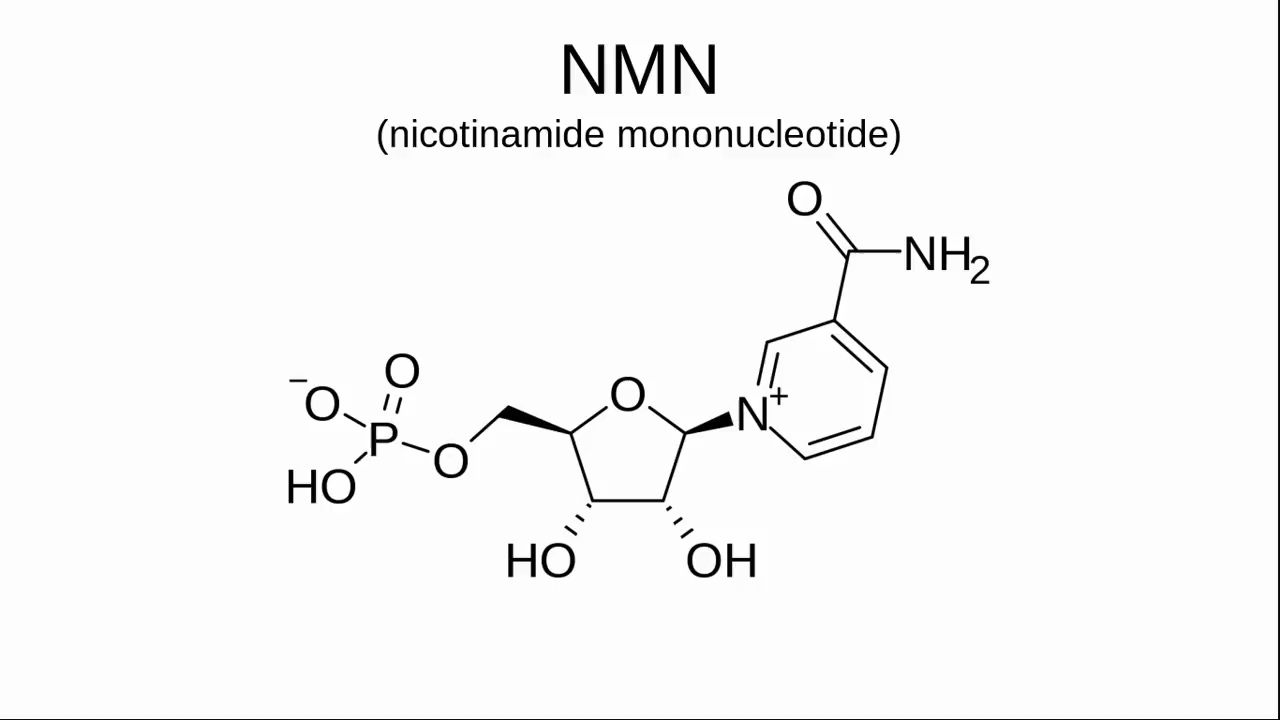 NMN
(nicotinamide mononucleotide)
O
NH2
O
−O
O
N+
P
O
HO
HO
OH